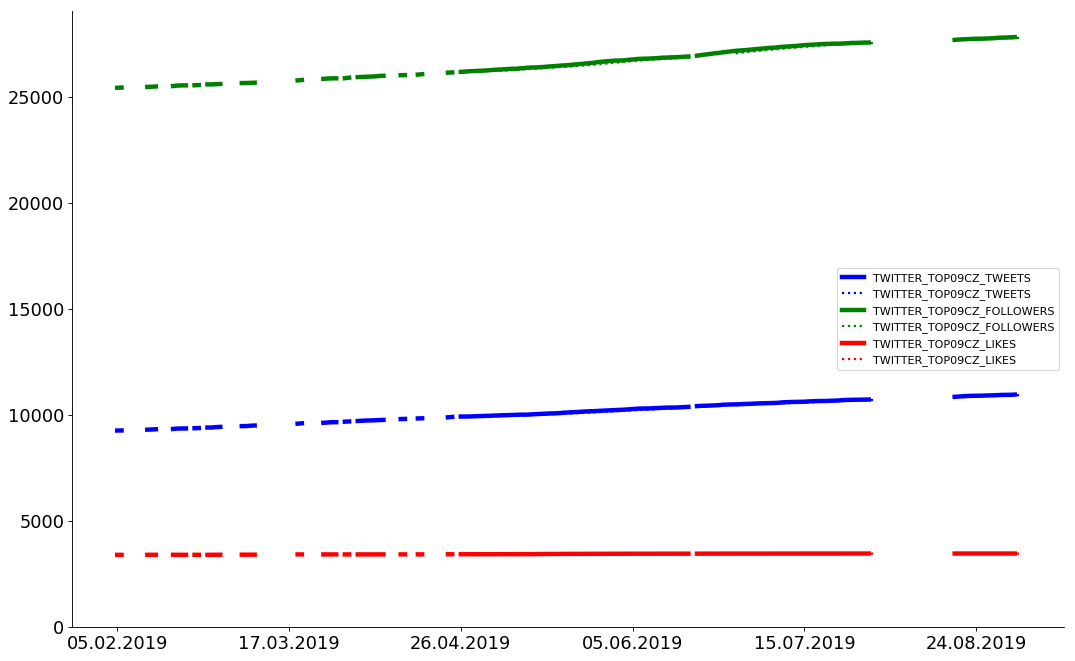 25000
20000
15000
10000
5000
0
TWITTER_TOP09CZ_TWEETS
TWITTER_TOP09CZ_TWEETS
TWITTER_TOP09CZ_FOLLOWERS
TWITTER_TOP09CZ_FOLLOWERS
TWITTER_TOP09CZ_LIKES
TWITTER_TOP09CZ_LIKES
05.02.2019 17.03.2019 26.04.2019 05.06.2019 15.07.2019 24.08.2019